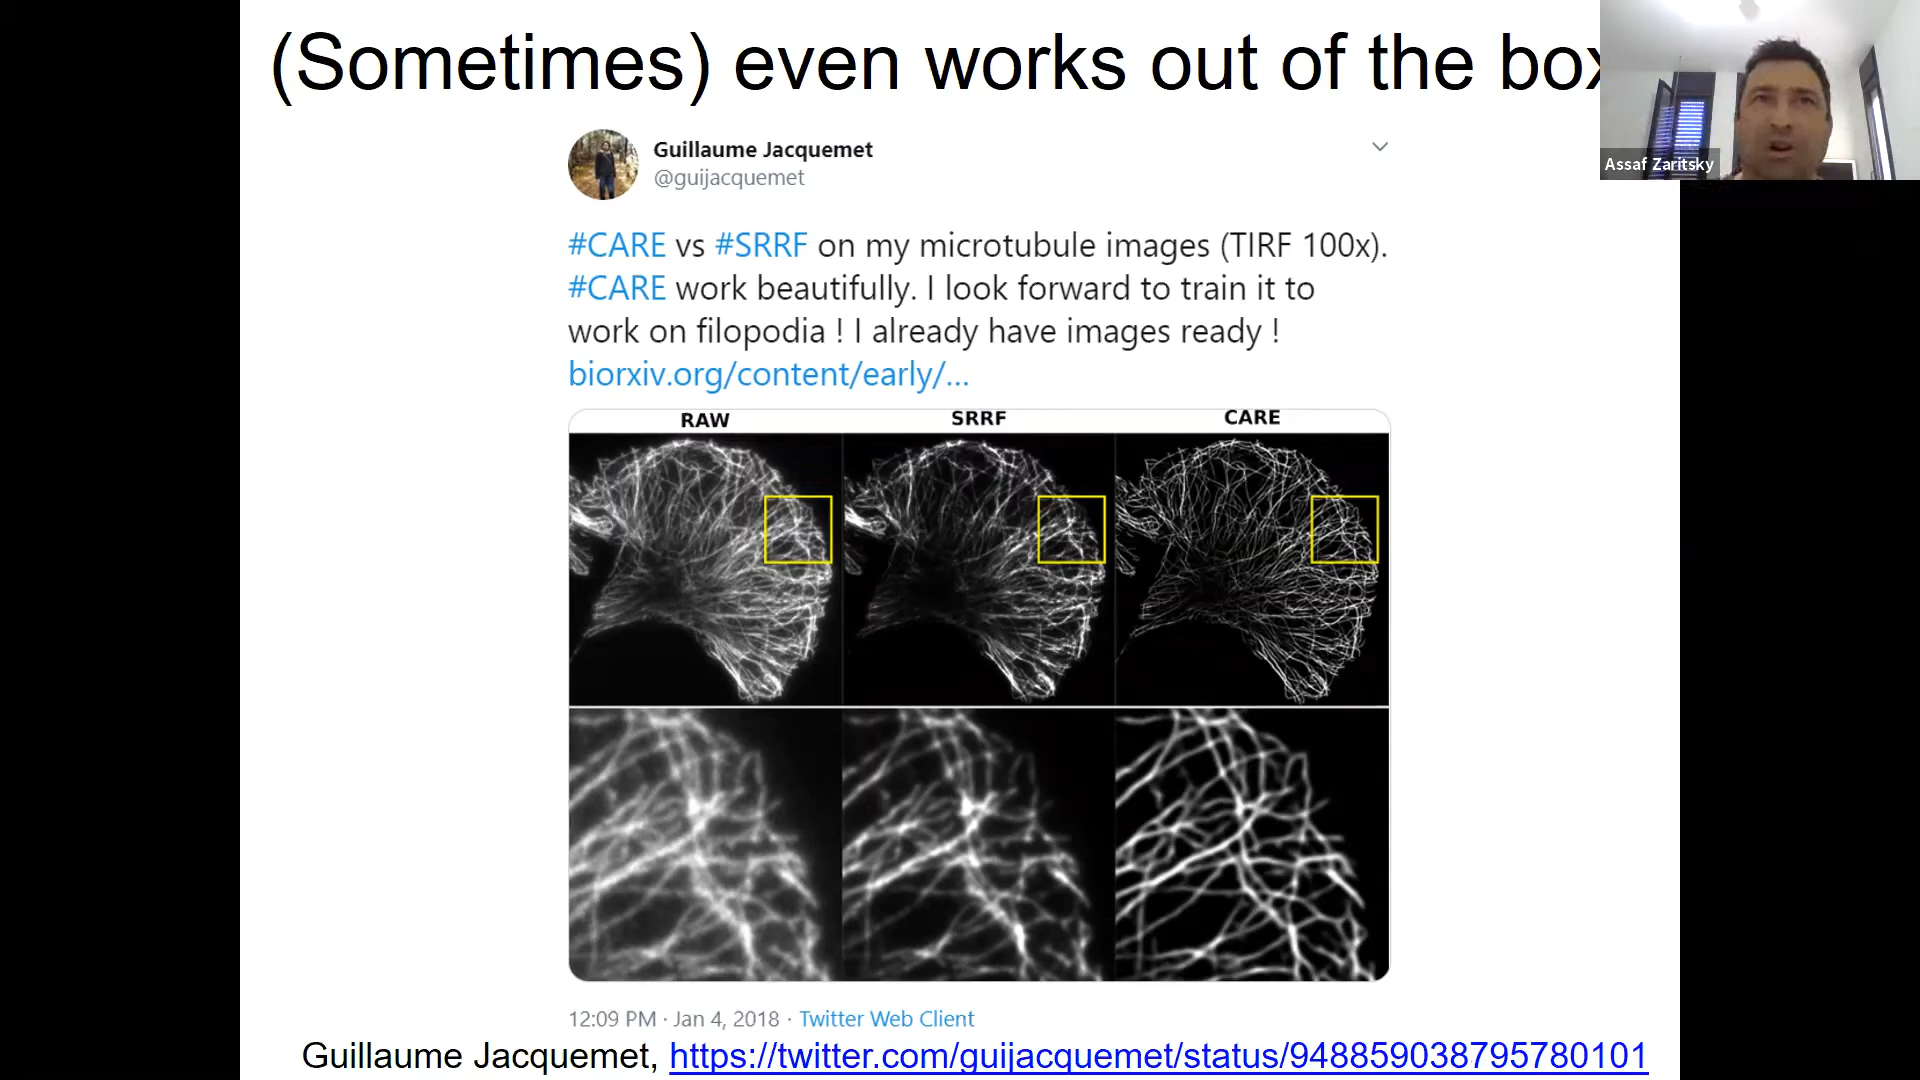 (Sometimes) even works out of the box
Assaf Zaritsky
Guillaume Jacquemet
@guijacquemet
#CARE vs #SRRF on my microtubule images (TIRF 100x).
#CARE work beautifully. I look forward to train it to
work on filopodia ! I already have images ready !
biorxiv.org/content/early/...
RAW SRRF CARE
12:09 PM · Jan 4, 2018 · Twitter Web Client
Guillaume Jacquemet, https://twitter.com/guijacquemet/status/948859038795780101